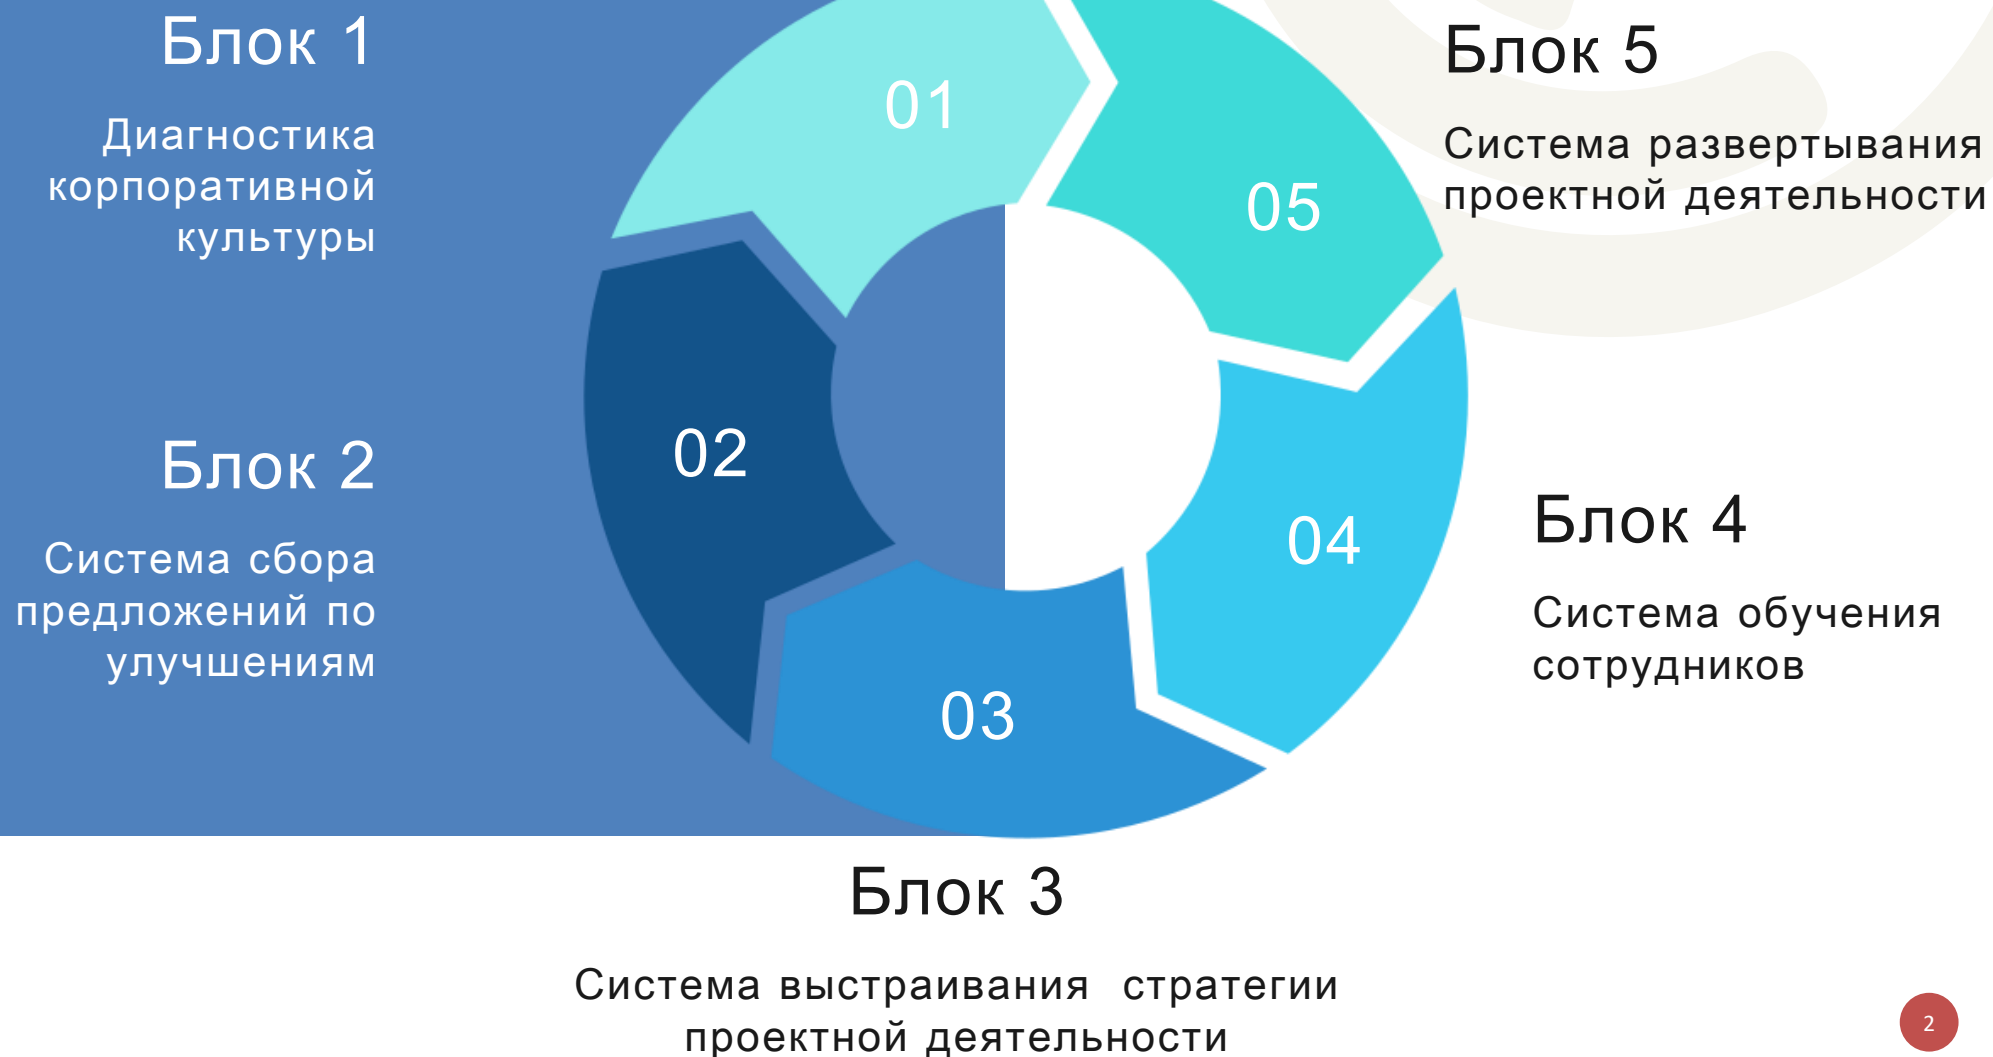 Блок 1
Диагностика
корпоративной
культуры
Блок 2
Система сбора
предложений по
улучшениям
01
02
03
04
05
Блок 5
Система развертывания
проектной деятельности
Блок 4
Система обучения
сотрудников
Блок 3
Система выстраивания стратегии
проектной деятельности
2